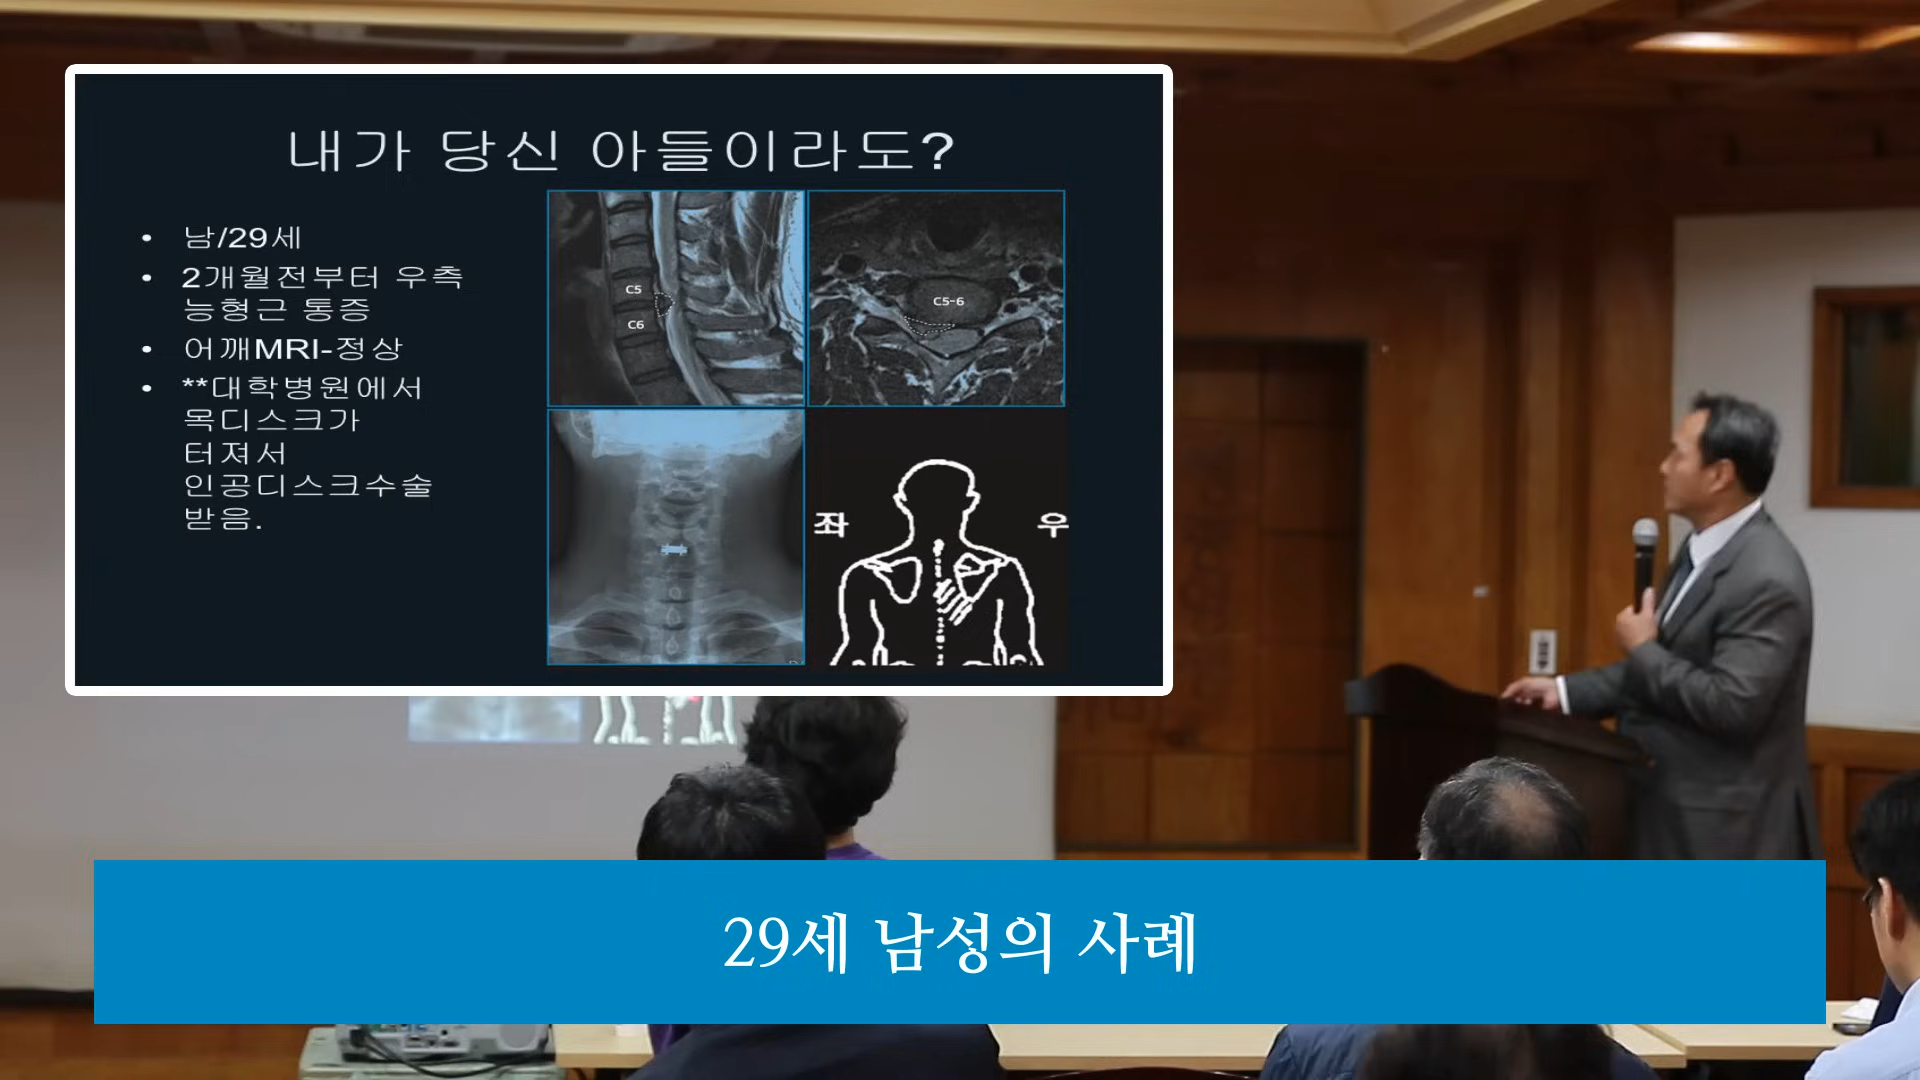 내가 당신 아들이라도?
• 남/29세
• 2개월전부터 우측
능형근 통증
• 어깨MRI-정상
• **대학병원에서
목디스크가
터져서
인공디스크수술
받음.
C5
C6
C5-6
좌
우
29세 남성의 사례